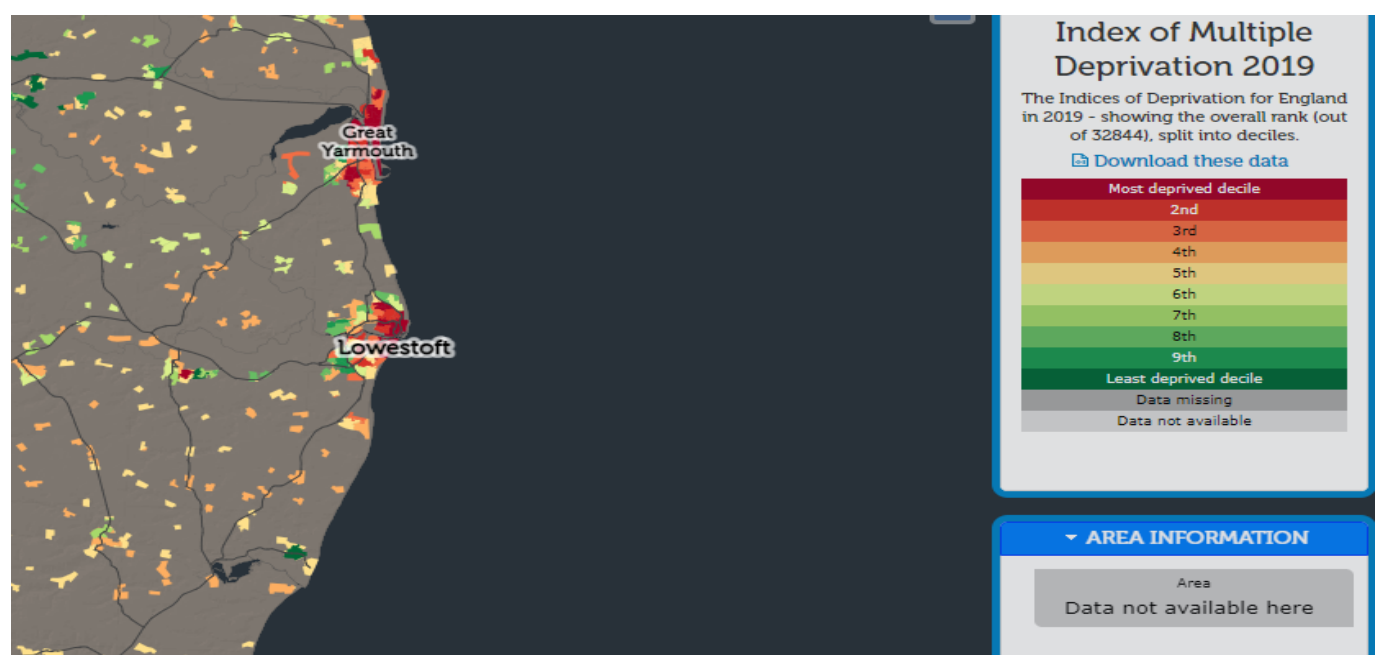 Great
Yarmouth
Lowestoft
Index of Multiple
Deprivation 2019
The Indices of Deprivation for England
in 2019 - showing the overall rank (out
of 32844), split into deciles.
Download these data
Most deprived decile
2nd
3rd
4th
5th
6th
7th
8th
9th
Least deprived decile
Data missing
Data not available
AREA INFORMATION
Area
Data not available here